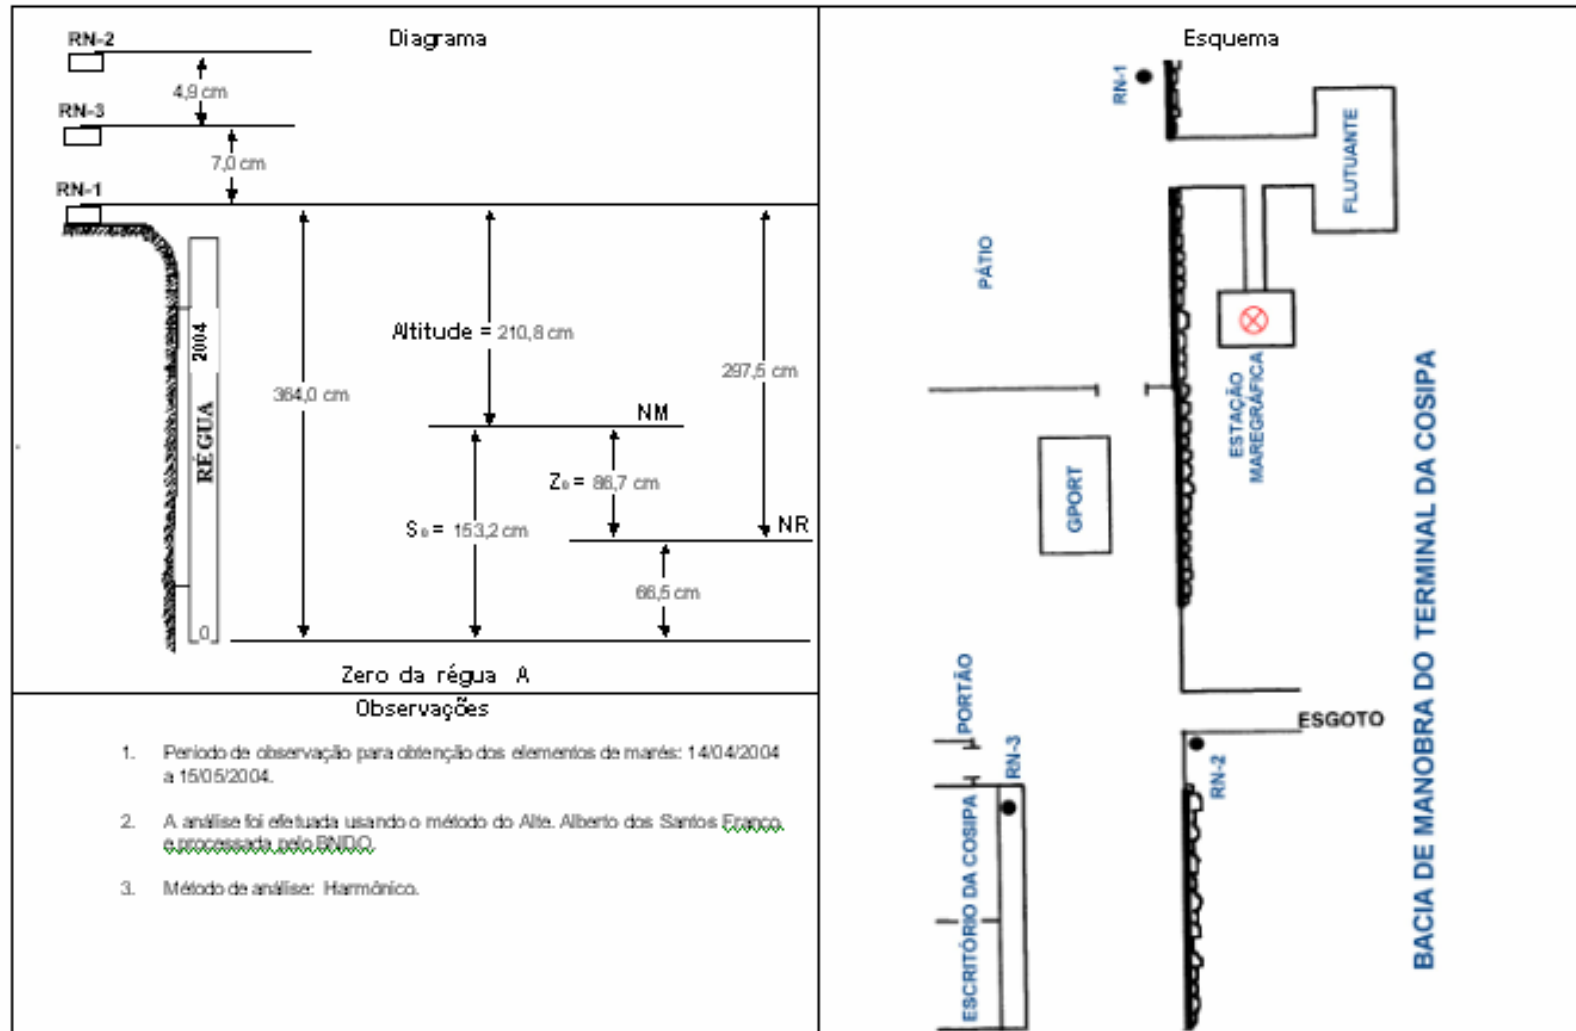 Diagrama
RN-2
4,9 cm
RN-3
7,0 cm
RN-1
2004
RÉGUA
0
364,0 cm
Altitude = 210,8 cm
297,5 cm
NM
Z₀ = 86,7 cm
S₀ = 153,2 cm
NR
66,5 cm
Zero da régua A
Observações
1. Período de observação para obtenção dos elementos de marés: 14/04/2004
a 15/05/2004.
2. A análise foi efetuada usando o método do Alte. Alberto dos Santos Franco
e processada pelo BNDO.
3. Método de análise: Harmônico.
Esquema
RN-1
FLUTUANTE
PÁTIO
ESTAÇÃO
MAREGRÁFICA
GPORT
PORTÃO
RN-3
ESGOTO
RN-2
ESCRITÓRIO DA COSIPA
BACIA DE MANOBRA DO TERMINAL DA COSIPA